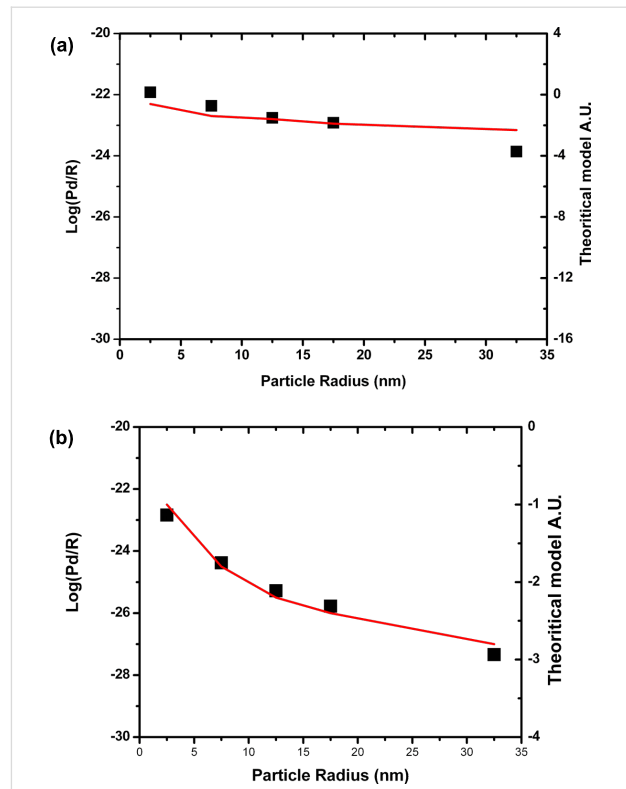 (a)
-20
-22
-24
-26
-28
-30
Log(Pd/R)
4
0
-4
-8
-12
-16
Theoritical model A.U.
0 5 10 15 20 25 30 35
Particle Radius (nm)
(b)
-20
-22
-24
-26
-28
-30
Log(Pd/R)
0
-1
-2
-3
-4
Theoritical model A.U.
0 5 10 15 20 25 30 35
Particle Radius (nm)